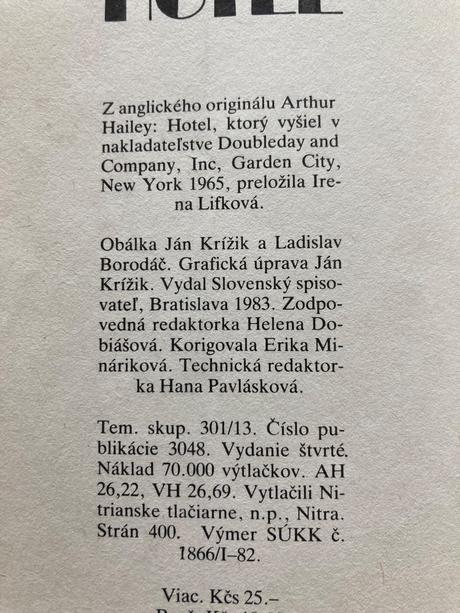 HOTEL
Z anglického originálu Arthur
Hailey: Hotel, ktorý vyšiel v
nakladateľstve Doubleday and
Company, Inc, Garden City,
New York 1965, preložila Ire-
na Lifková.
Obálka Ján Krížik a Ladislav
Borodáč. Grafická úprava Ján
Krížik. Vydal Slovenský spiso-
vateľ, Bratislava 1983. Zodpo-
vedná redaktorka Helena Do-
biášová. Korigovala Erika Mi-
náriková. Technická redaktor-
ka Hana Pavlásková.
Tem. skup. 301/13. Číslo pu-
blikácie 3048. Vydanie štvrté.
Náklad 70.000 výtlačkov. AH
26,22, VH 26,69. Vytlačili Ni-
trianske tlačiarne, n.p., Nitra.
Strán 400. Výmer SÚKK č.
1866/I–82.
Viac. Kčs 25.–